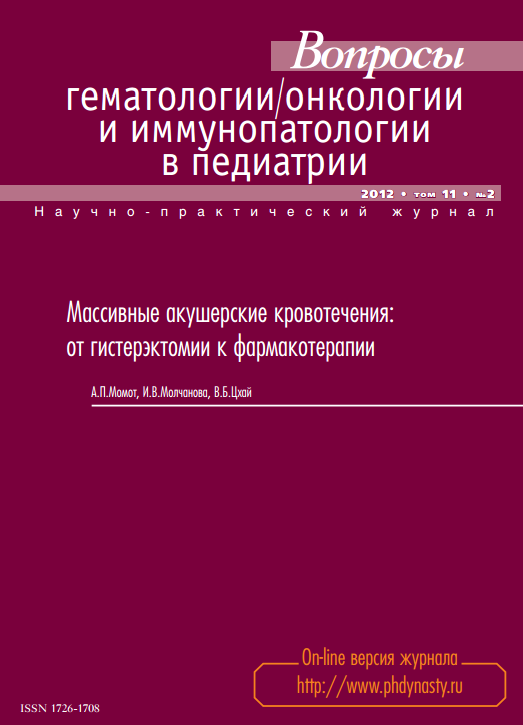 Вопросы
гематологии/онкологии
и иммунопатологии
в педиатрии
2012 • том 11 • №2
Научно-практический журнал
Массивные акушерские кровотечения:
от гистерэктомии к фармакотерапии
А.П.Момот, И.В.Молчанова, В.Б.Цхай
On-line версия журнала
http://www.phdynasty.ru
ISSN 1726-1708